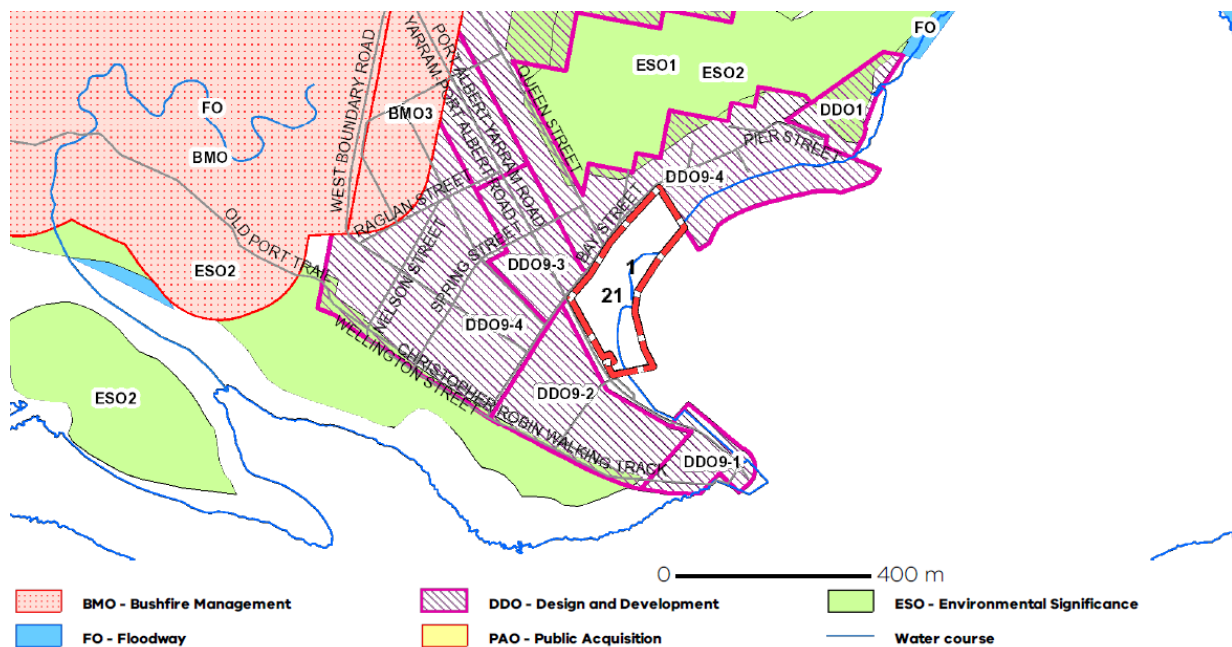 FO
ESO1
ESO2
WEST BOUNDARY ROAD
PORT ALBERT YARRAM ROAD
YARRAM PORT ALBERT ROAD
QUEEN STREET
FO
BMO3
DDO1
BMO
PIER STREET
RAGLAN STREET
DDO9-4
OLD PORT TRAIL
NELSON STREET
SPRING STREET
BAY STREET
ESO2
DDO9-3
1
21
DDO9-4
WELLINGTON STREET
CHRISTOPHER ROBIN WALKING TRACK
ESO2
DDO9-2
DDO9-1
0 400 m
BMO - Bushfire Management
DDO - Design and Development
ESO - Environmental Significance
FO - Floodway
PAO - Public Acquisition
Water course